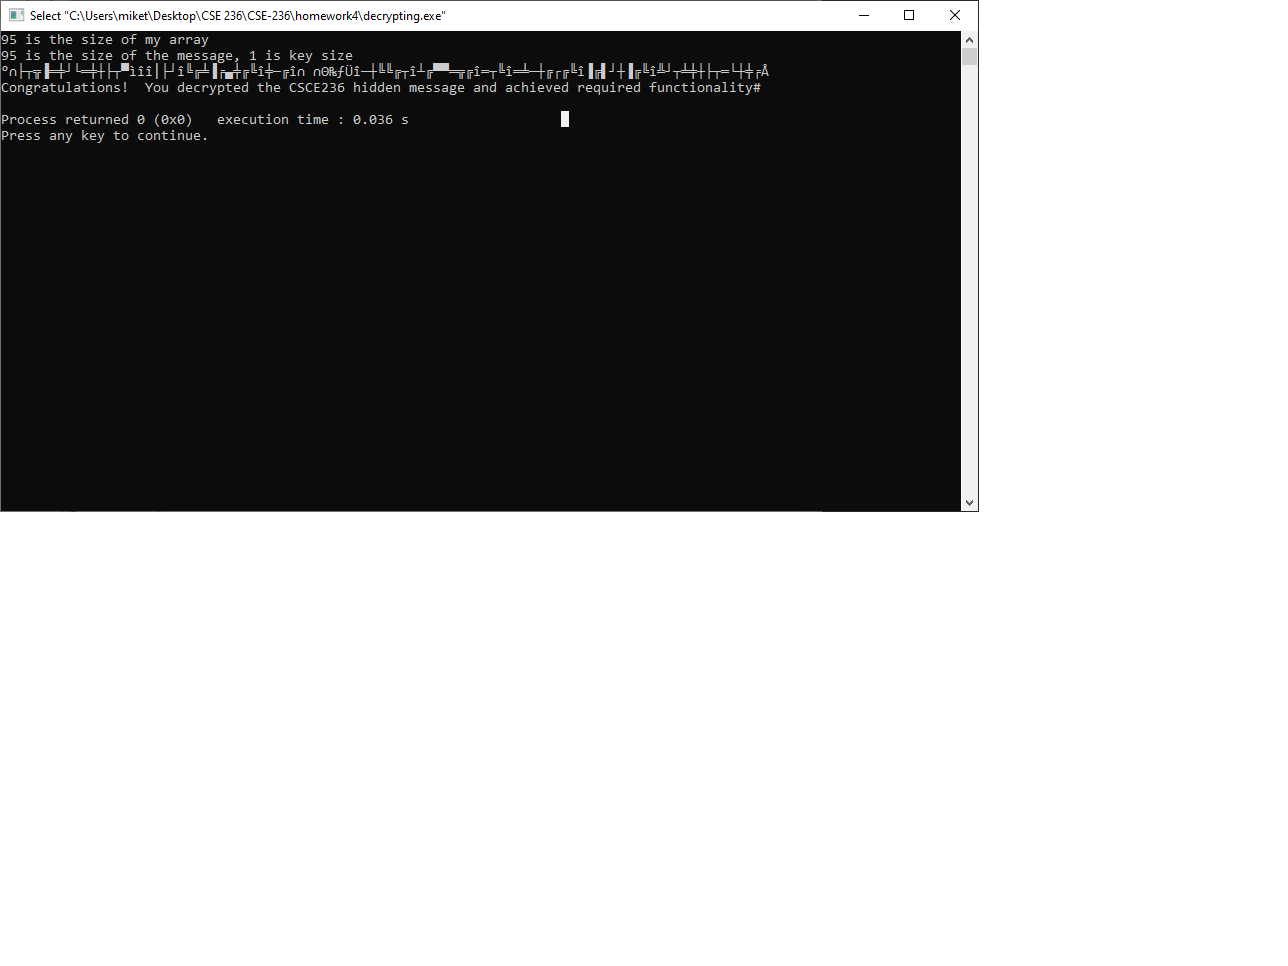 Select "C:\Users\miket\Desktop\CSE 236\CSE-236\homework4\decrypting.exe"
95 is the size of my array
95 is the size of the message, 1 is key size
Congratulations!  You decrypted the CSCE236 hidden message and achieved required functionality#
Process returned 0 (0x0)   execution time : 0.036 s
Press any key to continue.